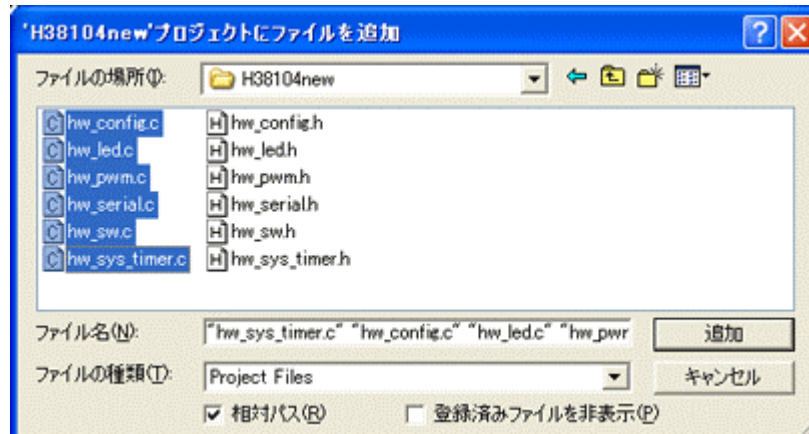 'H38104new'プロジェクトにファイルを追加
ファイルの場所(I): H38104new
hw_config.c hw_config.h
hw_led.c hw_led.h
hw_pwm.c hw_pwm.h
hw_serial.c hw_serial.h
hw_sw.c hw_sw.h
hw_sys_timer.c hw_sys_timer.h
ファイル名(N): "hw_sys_timer.c" "hw_config.c" "hw_led.c" "hw_pwr 追加
ファイルの種類(T): Project Files キャンセル
相対パス(R) 登録済みファイルを非表示(P)